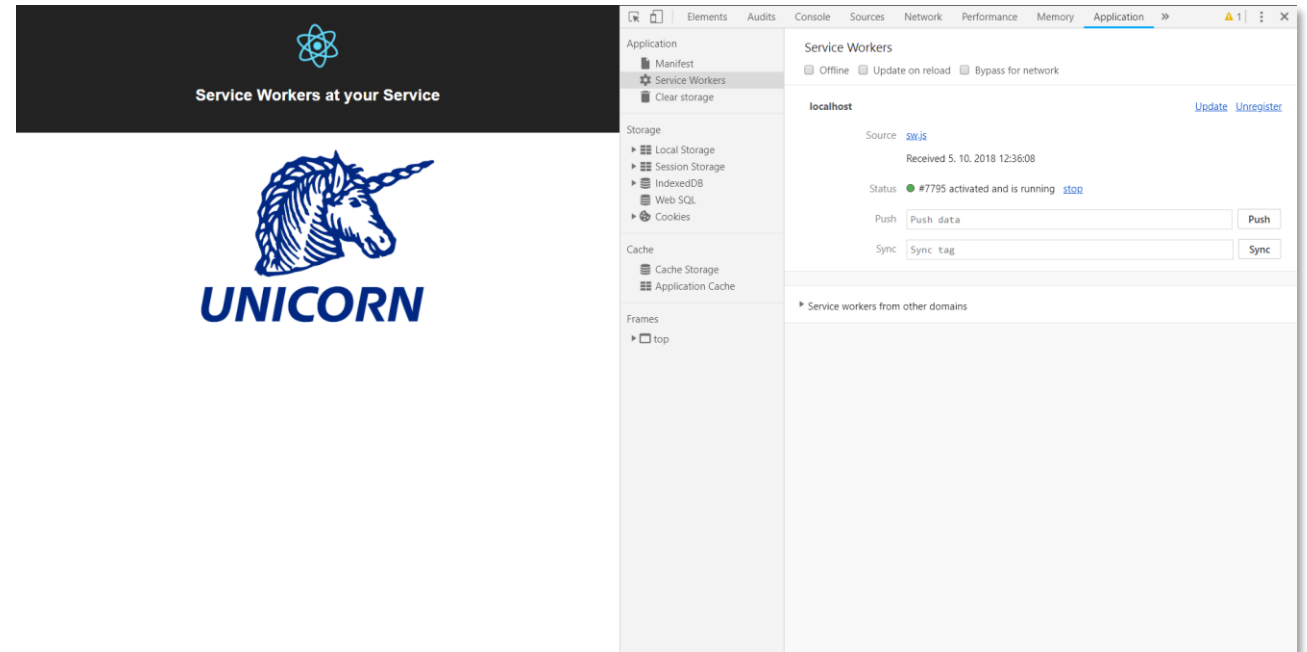 Service Workers at your Service
UNICORN
Elements Audits Console Sources Network Performance Memory Application » 1
Application
Manifest
Service Workers
Clear storage
Storage
Local Storage
Session Storage
IndexedDB
Web SQL
Cookies
Cache
Cache Storage
Application Cache
Frames
top
Service Workers
Offline Update on reload Bypass for network
localhost Update Unregister
Source sw.js
Received 5. 10. 2018 12:36:08
Status #7795 activated and is running stop
Push Push data Push
Sync Sync tag Sync
Service workers from other domains